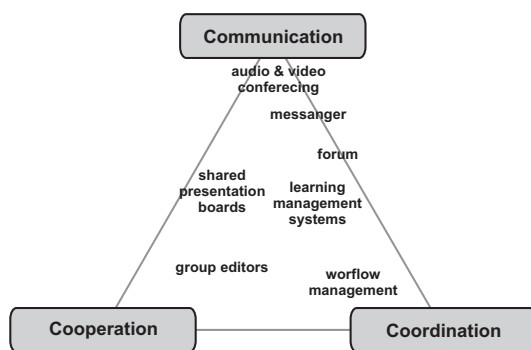 Communication
audio & video
conferecing
messanger
forum
shared
presentation
boards
learning
management
systems
group editors
worflow
management
Cooperation
Coordination